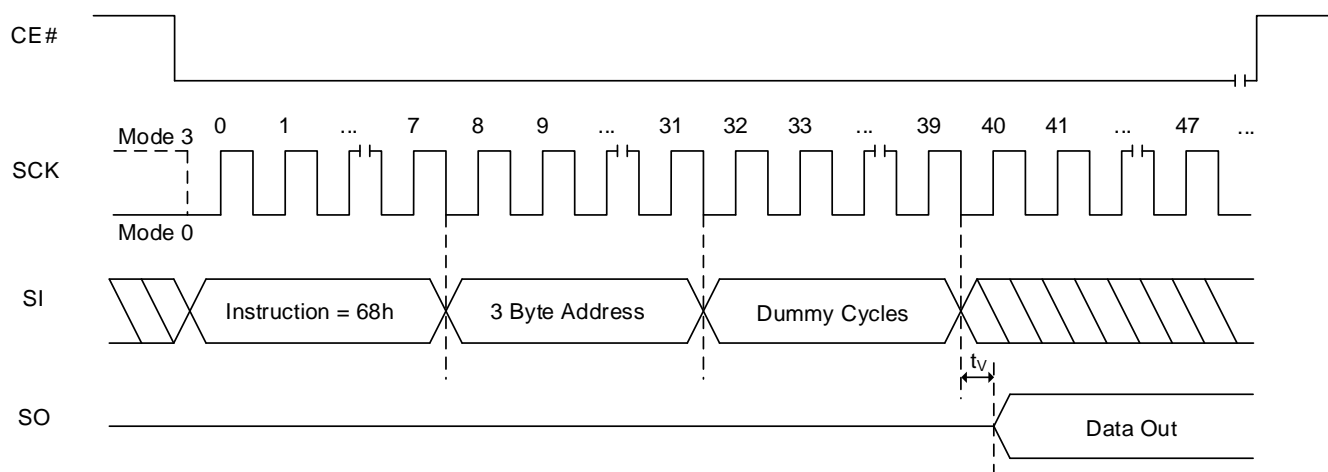 CE#
0 1 ... 7 8 9 ... 31 32 33 ... 39 40 41 ... 47 ...
Mode 3
SCK
Mode 0
SI
Instruction = 68h
3 Byte Address
Dummy Cycles
tV
SO
Data Out